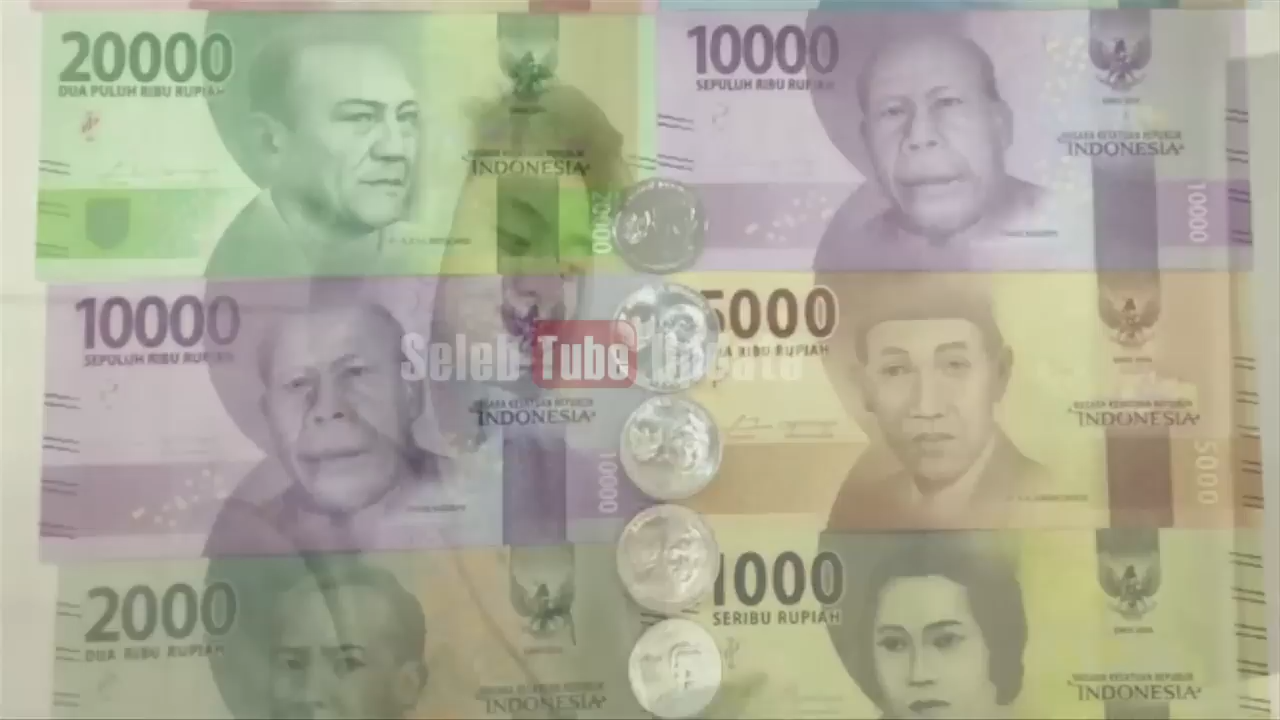 20000
DUA PULUH RIBU RUPIAH
INDONESIA
20000
10000
SEPULUH RIBU RUPIAH
NEGARA KESATUAN REPUBLIK
INDONESIA
10000
10000
SEPULUH RIBU RUPIAH
NEGARA KESATUAN REPUBLIK
INDONESIA
10000
5000
RIBU RUPIAH
NEGARA KESATUAN REPUBLIK
INDONESIA
5000
Seleb Tube
2000
DUA RIBU RUPIAH
INDONESIA
1000
SERIBU RUPIAH
NEGARA KESATUAN REPUBLIK
INDONESIA